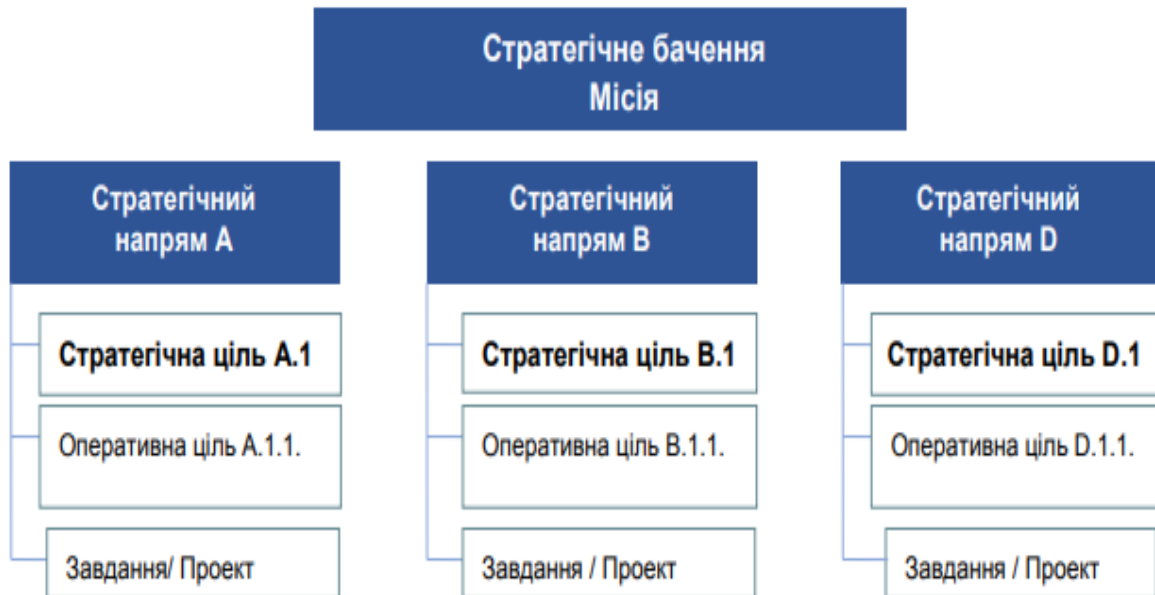 Стратегічне бачення
Місія
Стратегічний
напрям А
Стратегічна ціль А.1
Оперативна ціль А.1.1.
Завдання/ Проект
Стратегічний
напрям В
Стратегічна ціль В.1
Оперативна ціль В.1.1.
Завдання / Проект
Стратегічний
напрям D
Стратегічна ціль D.1
Оперативна ціль D.1.1.
Завдання / Проект